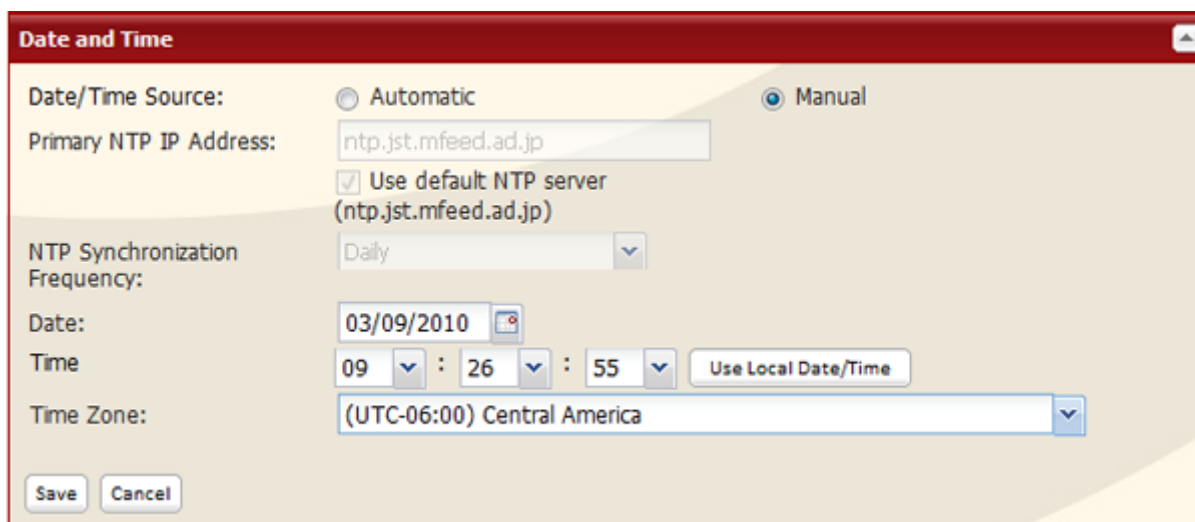 Date and Time
Date/Time Source: Automatic Manual
Primary NTP IP Address: ntp.jst.mfeed.ad.jp
Use default NTP server
(ntp.jst.mfeed.ad.jp)
NTP Synchronization Daily
Frequency:
Date: 03/09/2010
Time 09 : 26 : 55 Use Local Date/Time
Time Zone: (UTC-06:00) Central America
Save Cancel